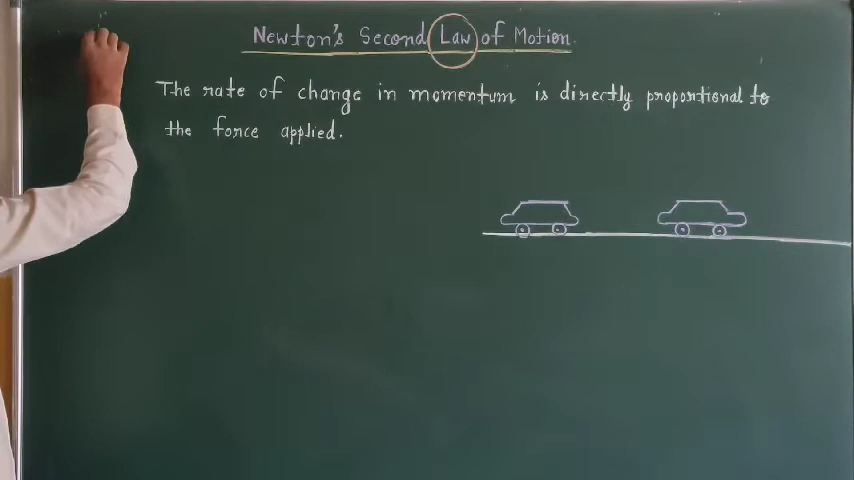 Newton's Second Law of Motion.
The rate of change in momentum is directly proportional to
the force applied.